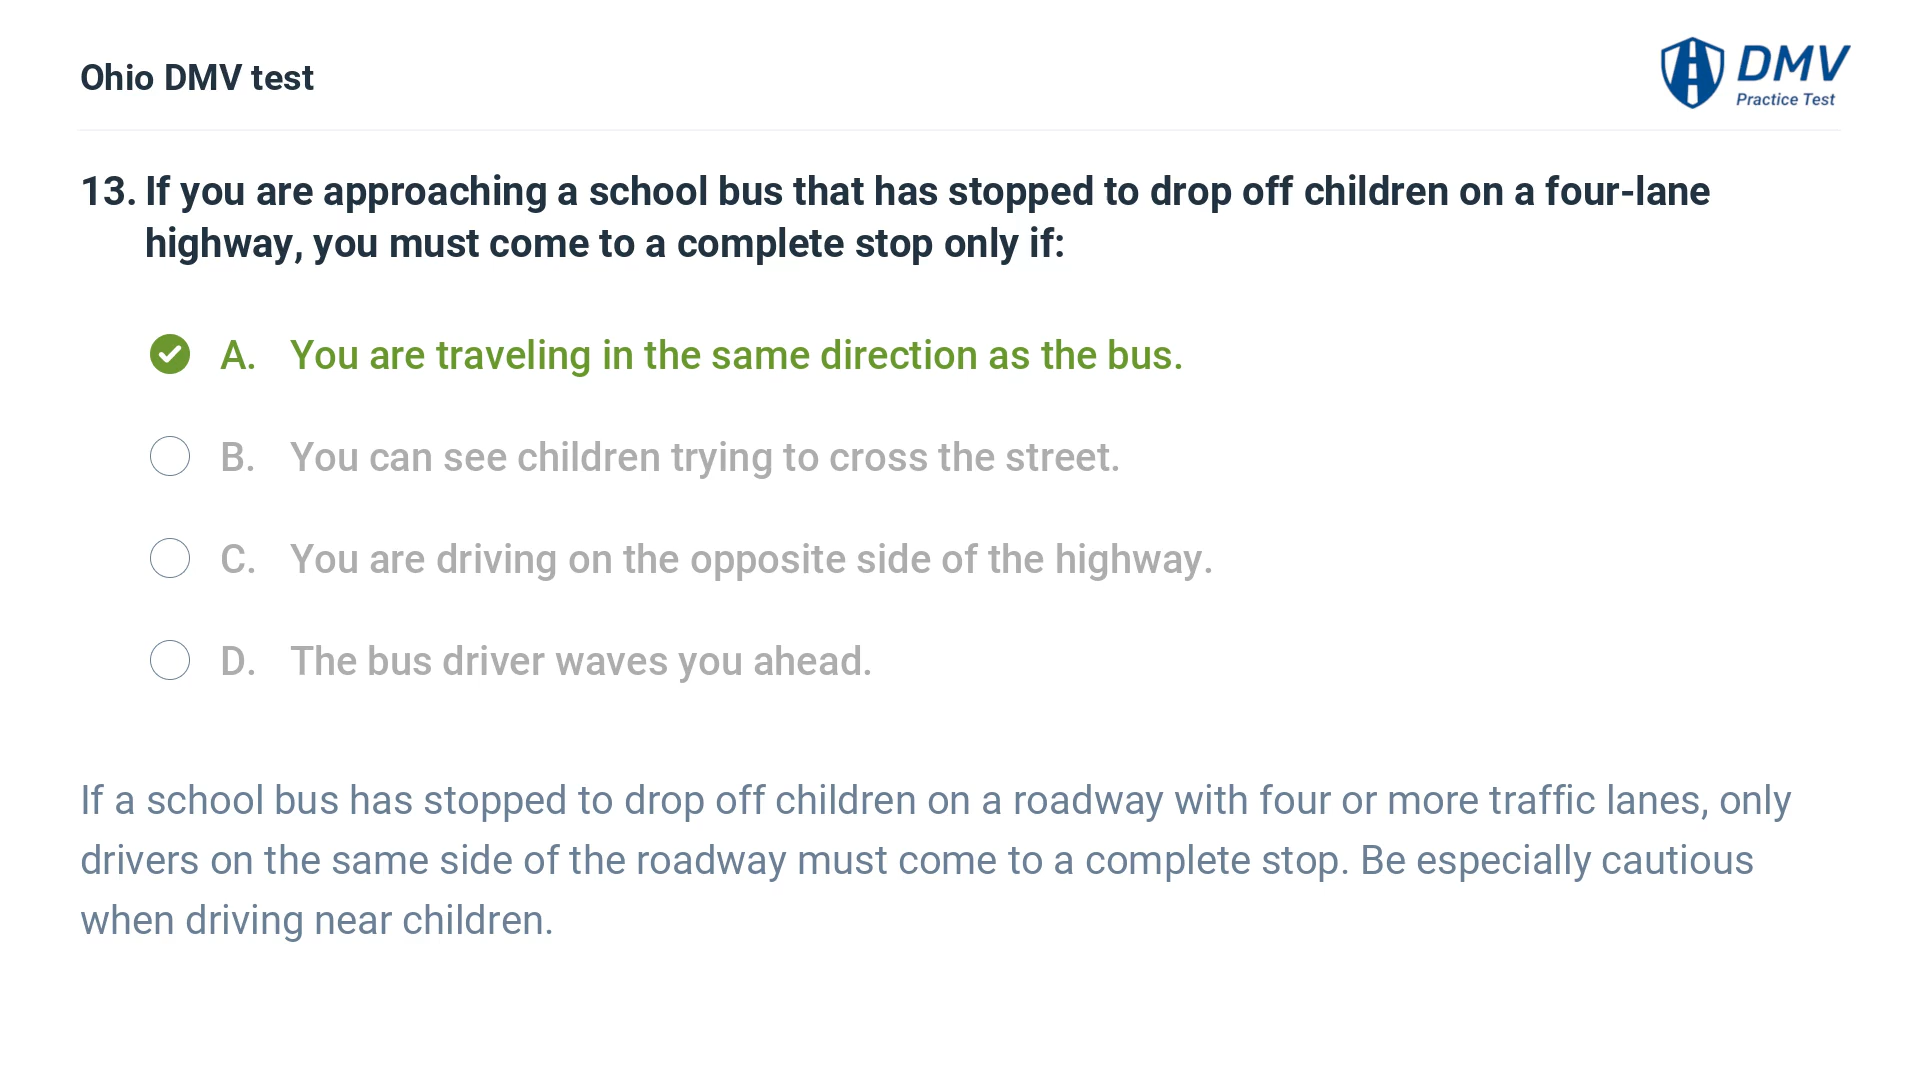 Ohio DMV test
DMV
Practice Test
13. If you are approaching a school bus that has stopped to drop off children on a four-lane
highway, you must come to a complete stop only if:
A. You are traveling in the same direction as the bus.
B. You can see children trying to cross the street.
C. You are driving on the opposite side of the highway.
D. The bus driver waves you ahead.
If a school bus has stopped to drop off children on a roadway with four or more traffic lanes, only
drivers on the same side of the roadway must come to a complete stop. Be especially cautious
when driving near children.